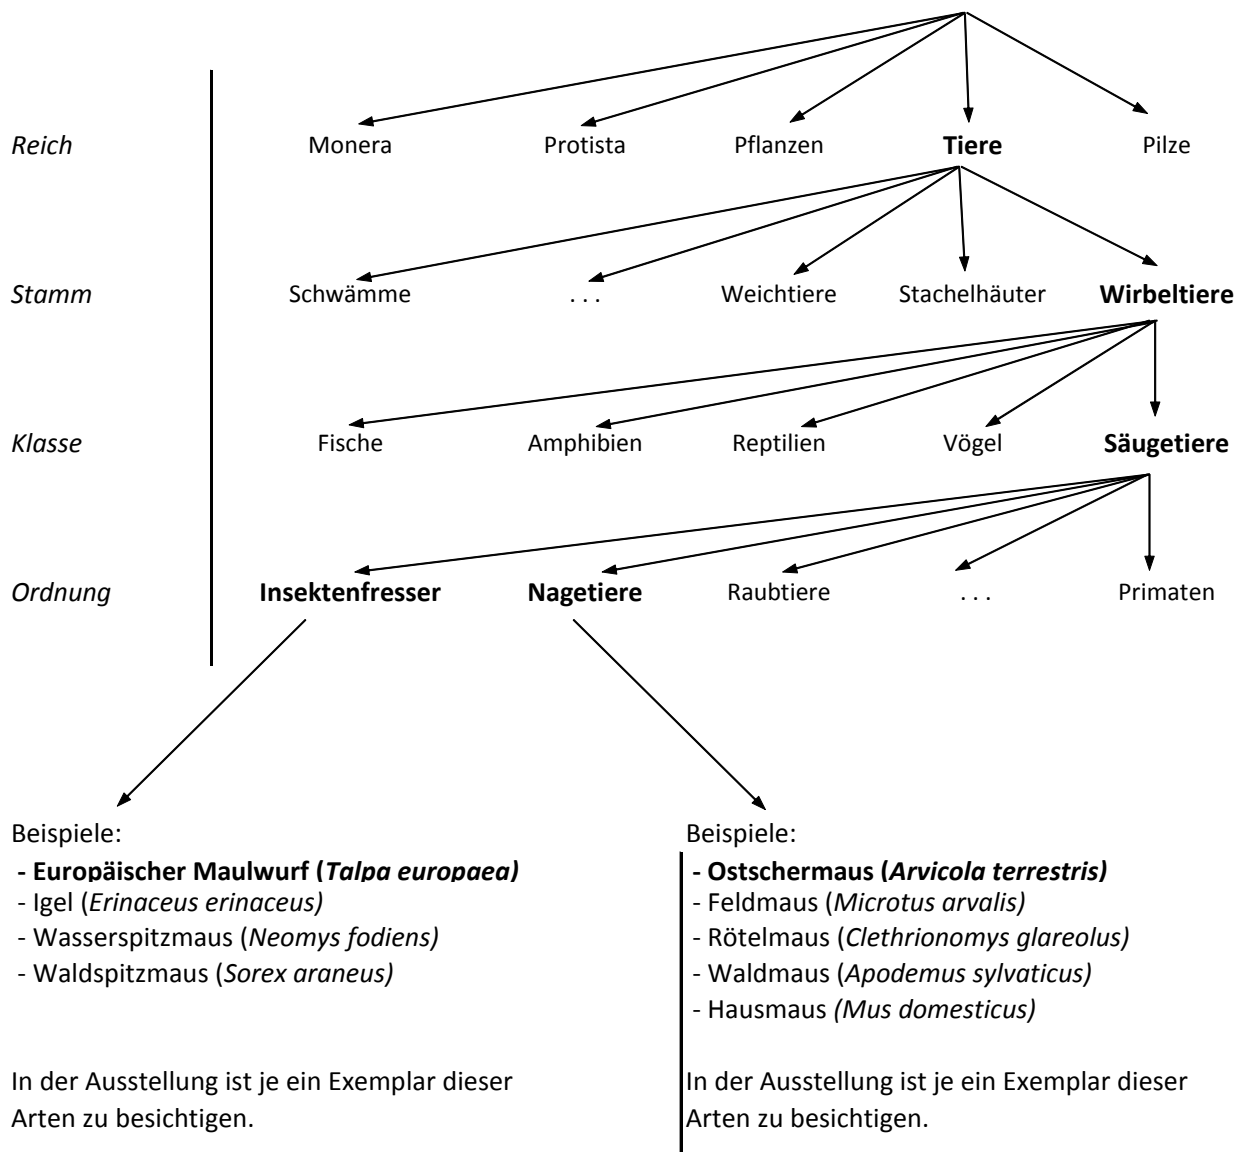 Reich Monera Protista Pflanzen Tiere Pilze
Stamm Schwämme . . . Weichtiere Stachelhäuter Wirbeltiere
Klasse Fische Amphibien Reptilien Vögel Säugetiere
Ordnung Insektenfresser Nagetiere Raubtiere . . . Primaten
Beispiele:
- Europäischer Maulwurf (Talpa europaea)
- Igel (Erinaceus erinaceus)
- Wasserspitzmaus (Neomys fodiens)
- Waldspitzmaus (Sorex araneus)
In der Ausstellung ist je ein Exemplar dieser
Arten zu besichtigen.
Beispiele:
- Ostschermaus (Arvicola terrestris)
- Feldmaus (Microtus arvalis)
- Rötelmaus (Clethrionomys glareolus)
- Waldmaus (Apodemus sylvaticus)
- Hausmaus (Mus domesticus)
In der Ausstellung ist je ein Exemplar dieser
Arten zu besichtigen.